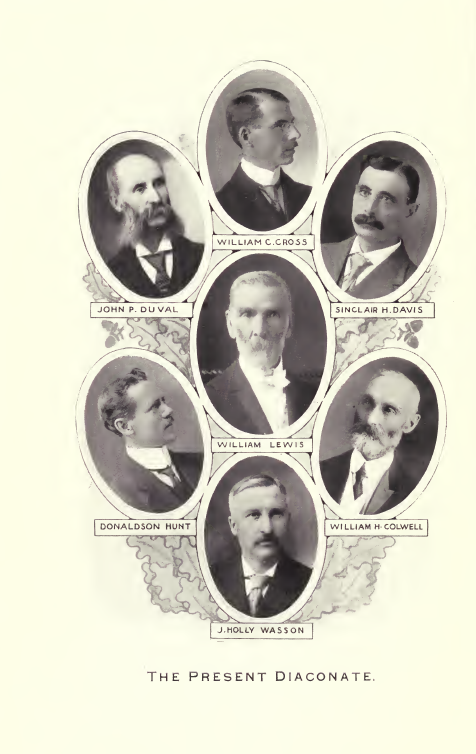 WILLIAM C. CROSS
JOHN P. DUVAL
SINCLAIR H. DAVIS
WILLIAM LEWIS
DONALDSON HUNT
WILLIAM H. COLWELL
J. HOLLY WASSON
THE PRESENT DIACONATE.